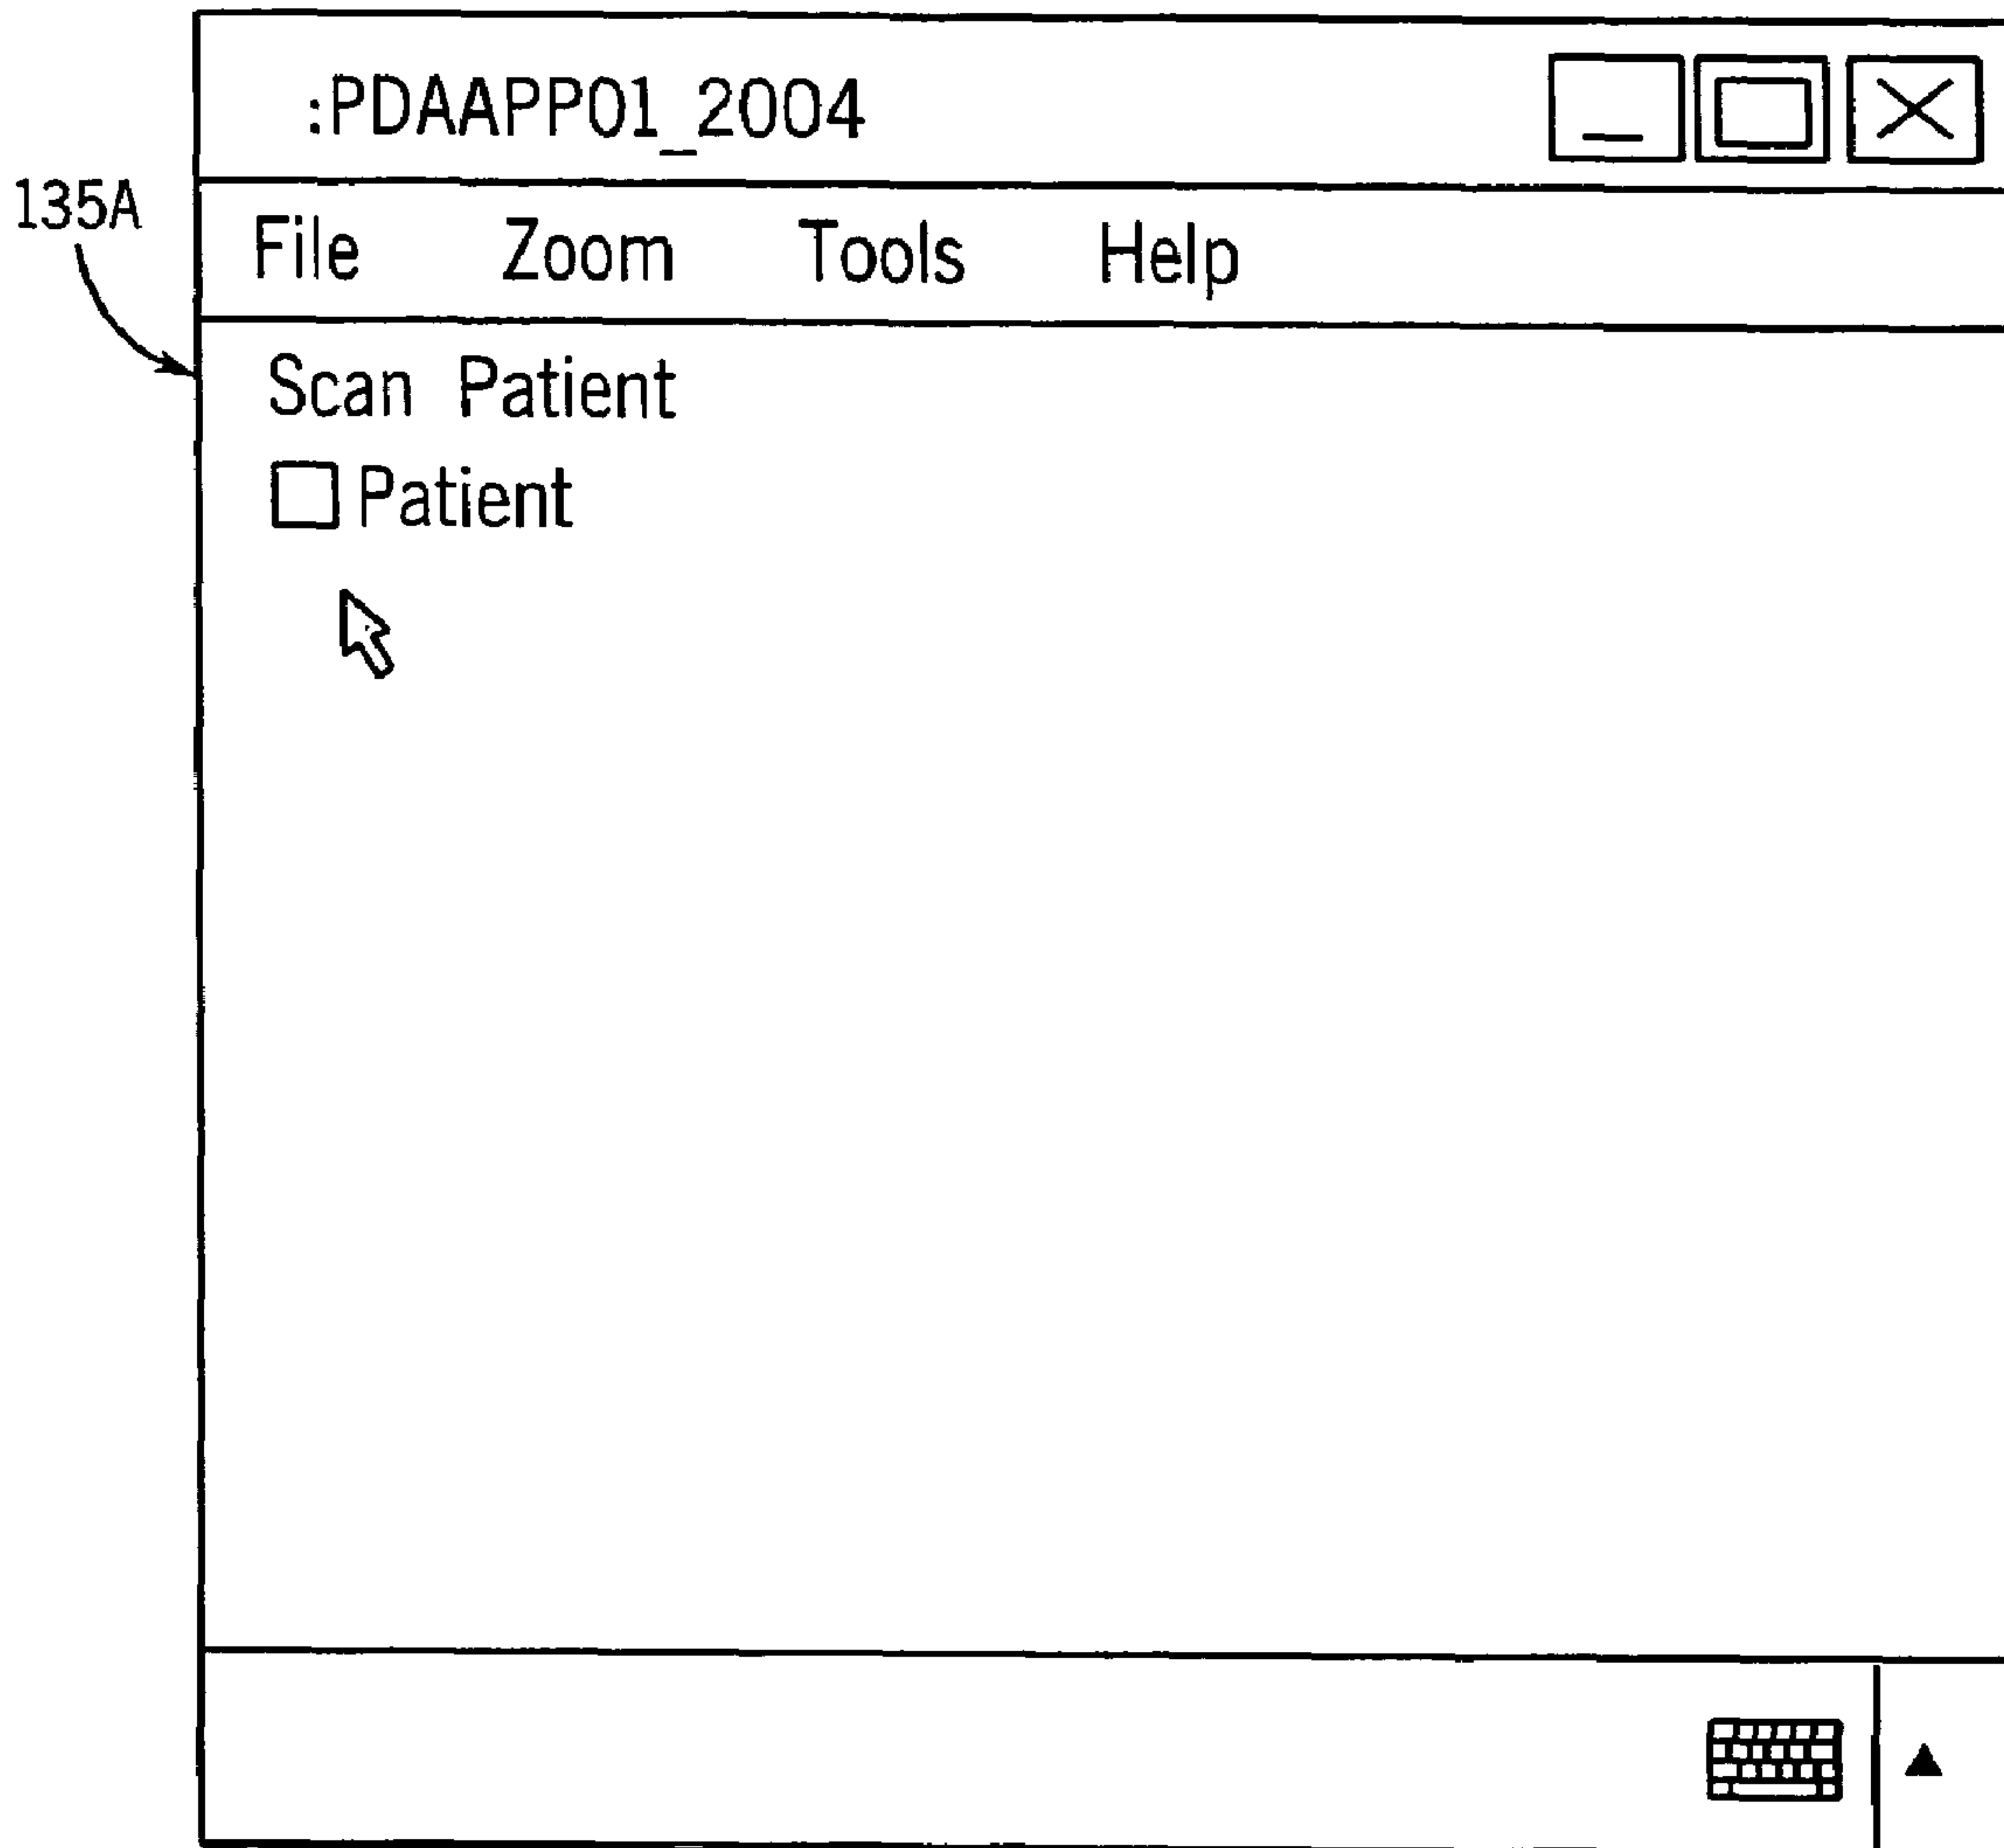 :PDAAPP01_2004
135A
File Zoom Tools Help
Scan Patient
Patient